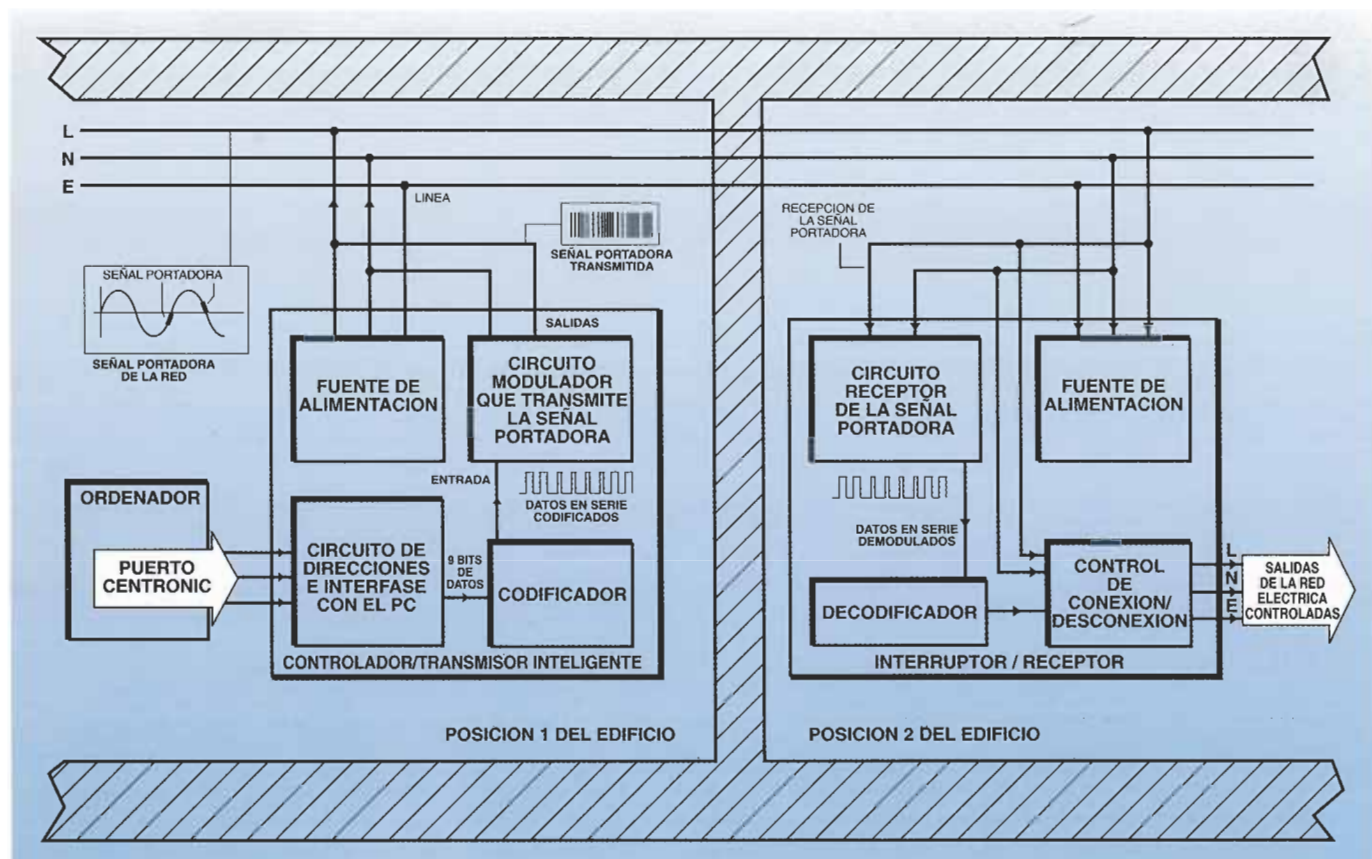 L
N
E
LINEA
SEÑAL PORTADORA
TRANSMITIDA
SEÑAL PORTADORA
SEÑAL PORTADORA
DE LA RED
SALIDAS
FUENTE DE
ALIMENTACION
CIRCUITO
MODULADOR
QUE TRANSMITE
LA SEÑAL
PORTADORA
ENTRADA
DATOS EN SERIE
CODIFICADOS
ORDENADOR
PUERTO
CENTRONIC
CIRCUITO DE
DIRECCIONES
E INTERFASE
CON EL PC
9 BITS
DE
DATOS
CODIFICADOR
CONTROLADOR/TRANSMISOR INTELIGENTE
POSICION 1 DEL EDIFICIO
RECEPCION DE
LA SEÑAL
PORTADORA
CIRCUITO
RECEPTOR
DE LA SEÑAL
PORTADORA
FUENTE DE
ALIMENTACION
DATOS EN SERIE
DEMODULADOS
DECODIFICADOR
CONTROL
DE
CONEXION/
DESCONEXION
L
N
E
SALIDAS
DE LA RED
ELECTRICA
CONTROLADAS
INTERRUPTOR / RECEPTOR
POSICION 2 DEL EDIFICIO